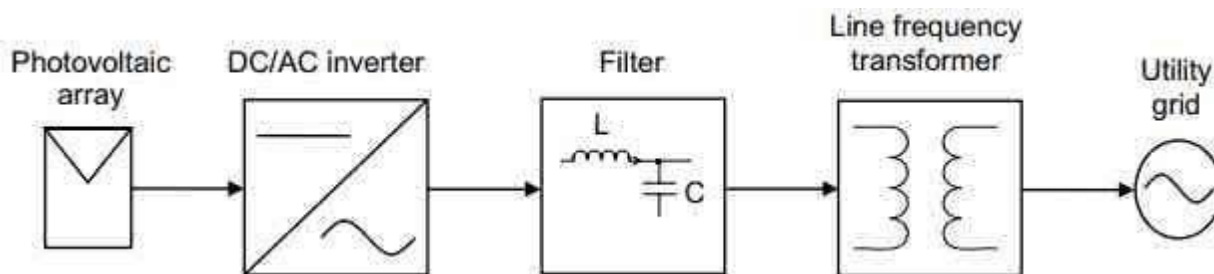 Photovoltaic
array
DC/AC inverter
Filter
L
C
Line frequency
transformer
Utility
grid